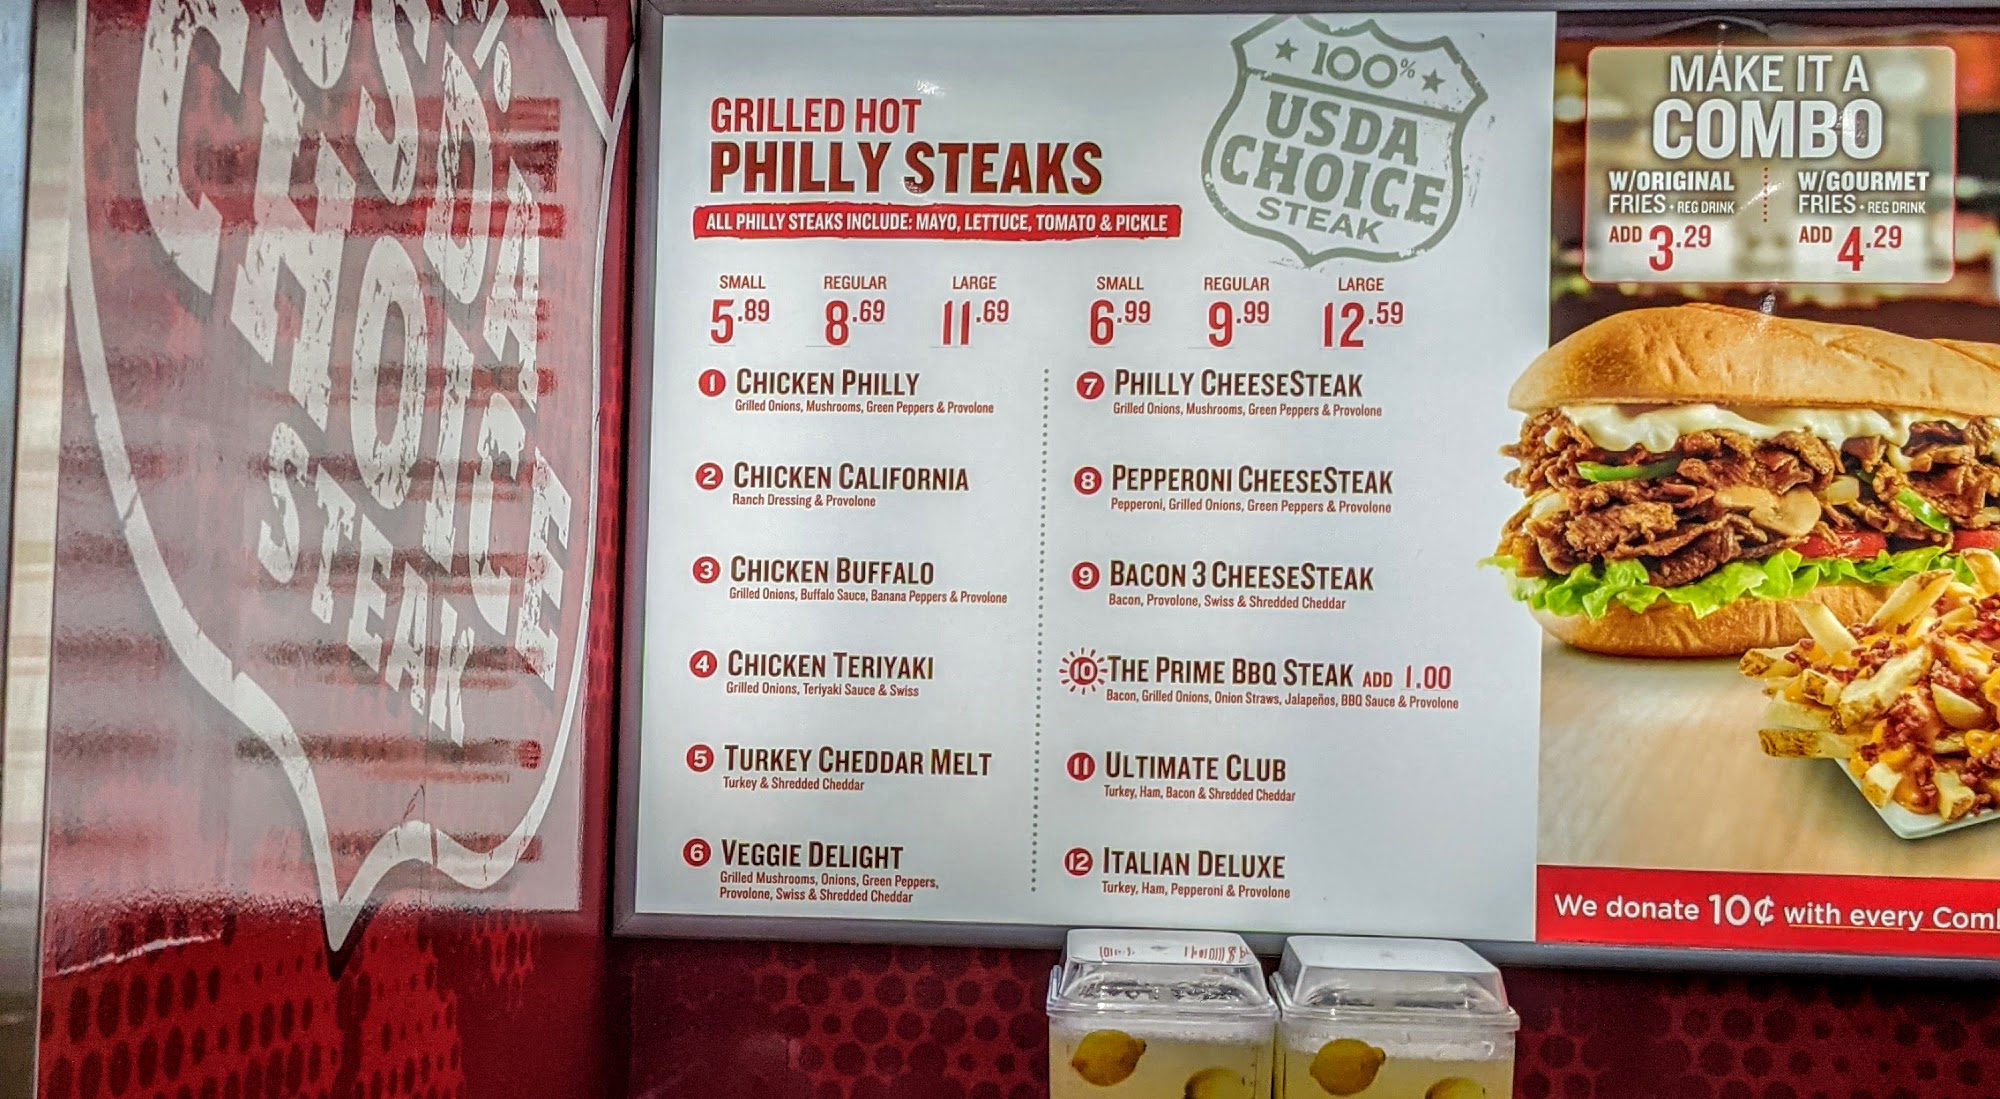 CHOICE
STEAK
GRILLED HOT
PHILLY STEAKS
ALL PHILLY STEAKS INCLUDE: MAYO, LETTUCE, TOMATO & PICKLE
100%
USDA
CHOICE
STEAK
SMALL REGULAR LARGE
5.89 8.69 11.69
1 CHICKEN PHILLY
Grilled Onions, Mushrooms, Green Peppers & Provolone
2 CHICKEN CALIFORNIA
Ranch Dressing & Provolone
3 CHICKEN BUFFALO
Grilled Onions, Buffalo Sauce, Banana Peppers & Provolone
4 CHICKEN TERIYAKI
Grilled Onions, Teriyaki Sauce & Swiss
5 TURKEY CHEDDAR MELT
Turkey & Shredded Cheddar
6 VEGGIE DELIGHT
Grilled Mushrooms, Onions, Green Peppers,
Provolone, Swiss & Shredded Cheddar
SMALL REGULAR LARGE
6.99 9.99 12.59
7 PHILLY CHEESESTEAK
Grilled Onions, Mushrooms, Green Peppers & Provolone
8 PEPPERONI CHEESESTEAK
Pepperoni, Grilled Onions, Green Peppers & Provolone
9 BACON 3 CHEESESTEAK
Bacon, Provolone, Swiss & Shredded Cheddar
10 THE PRIME BBQ STEAK ADD 1.00
Bacon, Grilled Onions, Onion Straws, Jalapeños, BBQ Sauce & Provolone
11 ULTIMATE CLUB
Turkey, Ham, Bacon & Shredded Cheddar
12 ITALIAN DELUXE
Turkey, Ham, Pepperoni & Provolone
MAKE IT A
COMBO
W/ORIGINAL
FRIES + REG DRINK
ADD 3.29
W/GOURMET
FRIES + REG DRINK
ADD 4.29
We donate 10¢ with every